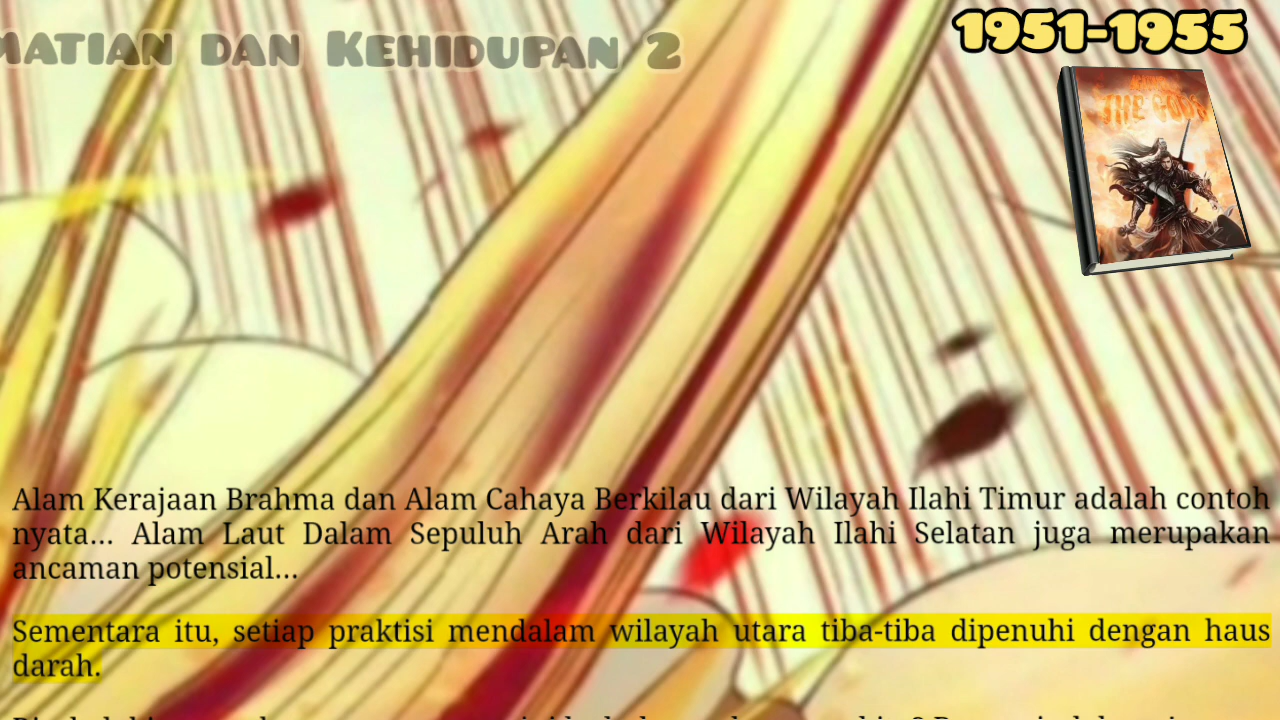 DAN KEHIDUPAN 2
1951-1955
THE GODS
Alam Kerajaan Brahma dan Alam Cahaya Berkilau dari Wilayah Ilahi Timur adalah contoh
nyata... Alam Laut Dalam Sepuluh Arah dari Wilayah Ilahi Selatan juga merupakan
ancaman potensial...
Sementara itu, setiap praktisi mendalam wilayah utara tiba-tiba dipenuhi dengan haus
darah.